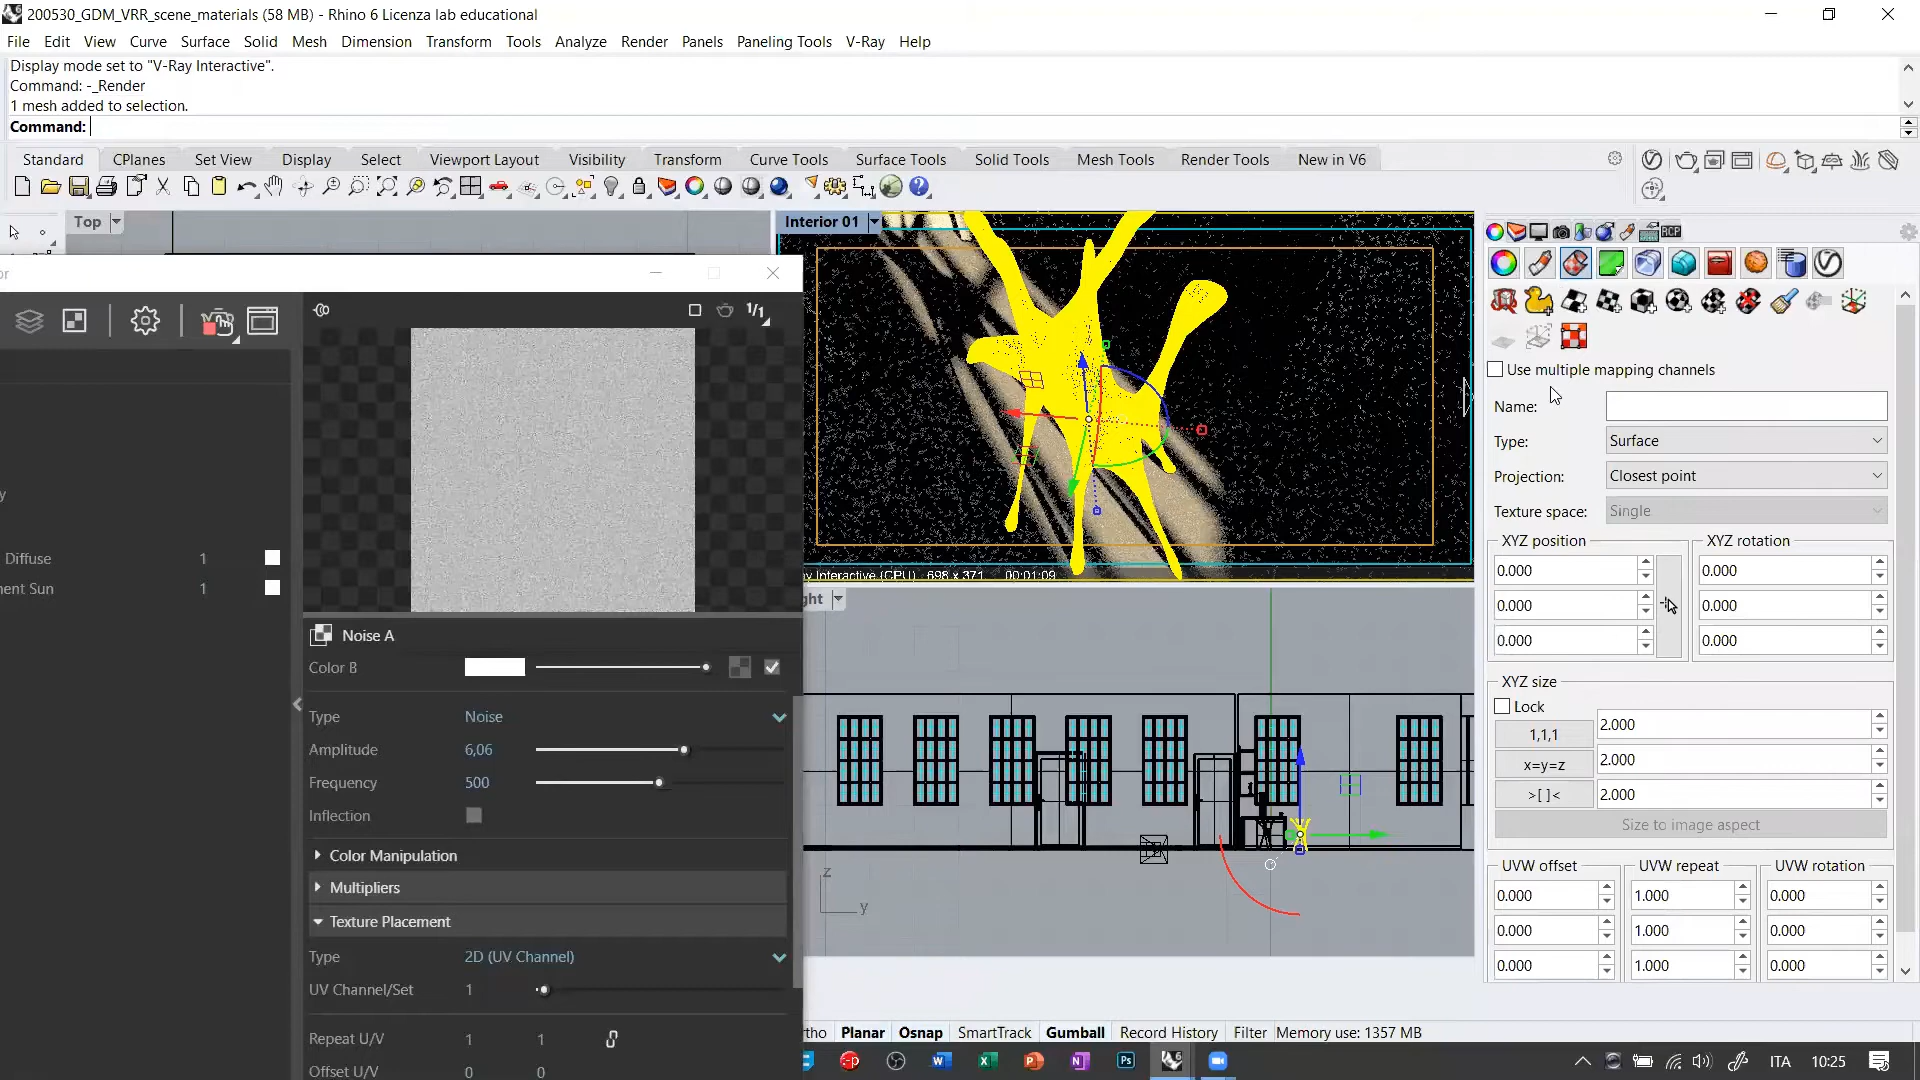 200530_GDM_VRR_scene_materials (58 MB) - Rhino 6 Licenza lab educational
File Edit View Curve Surface Solid Mesh Dimension Transform Tools Analyze Render Panels Paneling Tools V-Ray Help
Display mode set to "V-Ray Interactive".
Command: -_Render
1 mesh added to selection.
Command:
Standard CPlanes Set View Display Select Viewport Layout Visibility Transform Curve Tools Surface Tools Solid Tools Mesh Tools Render Tools New in V6
Top
Interior 01
RCP
or
1/1
Use multiple mapping channels
Name:
Type: Surface
Projection: Closest point
Texture space: Single
XYZ position XYZ rotation
0.000 0.000
0.000 0.000
0.000 0.000
XYZ size
Lock
1,1,1 2.000
x=y=z 2.000
>[ ]< 2.000
Size to image aspect
UVW offset UVW repeat UVW rotation
0.000 1.000 0.000
0.000 1.000 0.000
0.000 1.000 0.000
y
Diffuse 1
ent Sun 1
y Interactive (CPU) 698 x 371 00:01:09
ght
Noise A
Color B
Type Noise
Amplitude 6,06
Frequency 500
Inflection
Color Manipulation
Multipliers
Texture Placement
Type 2D (UV Channel)
UV Channel/Set 1
Repeat U/V 1 1
Offset U/V 0 0
z
y
tho Planar Osnap SmartTrack Gumball Record History Filter Memory use: 1357 MB
ITA 10:25